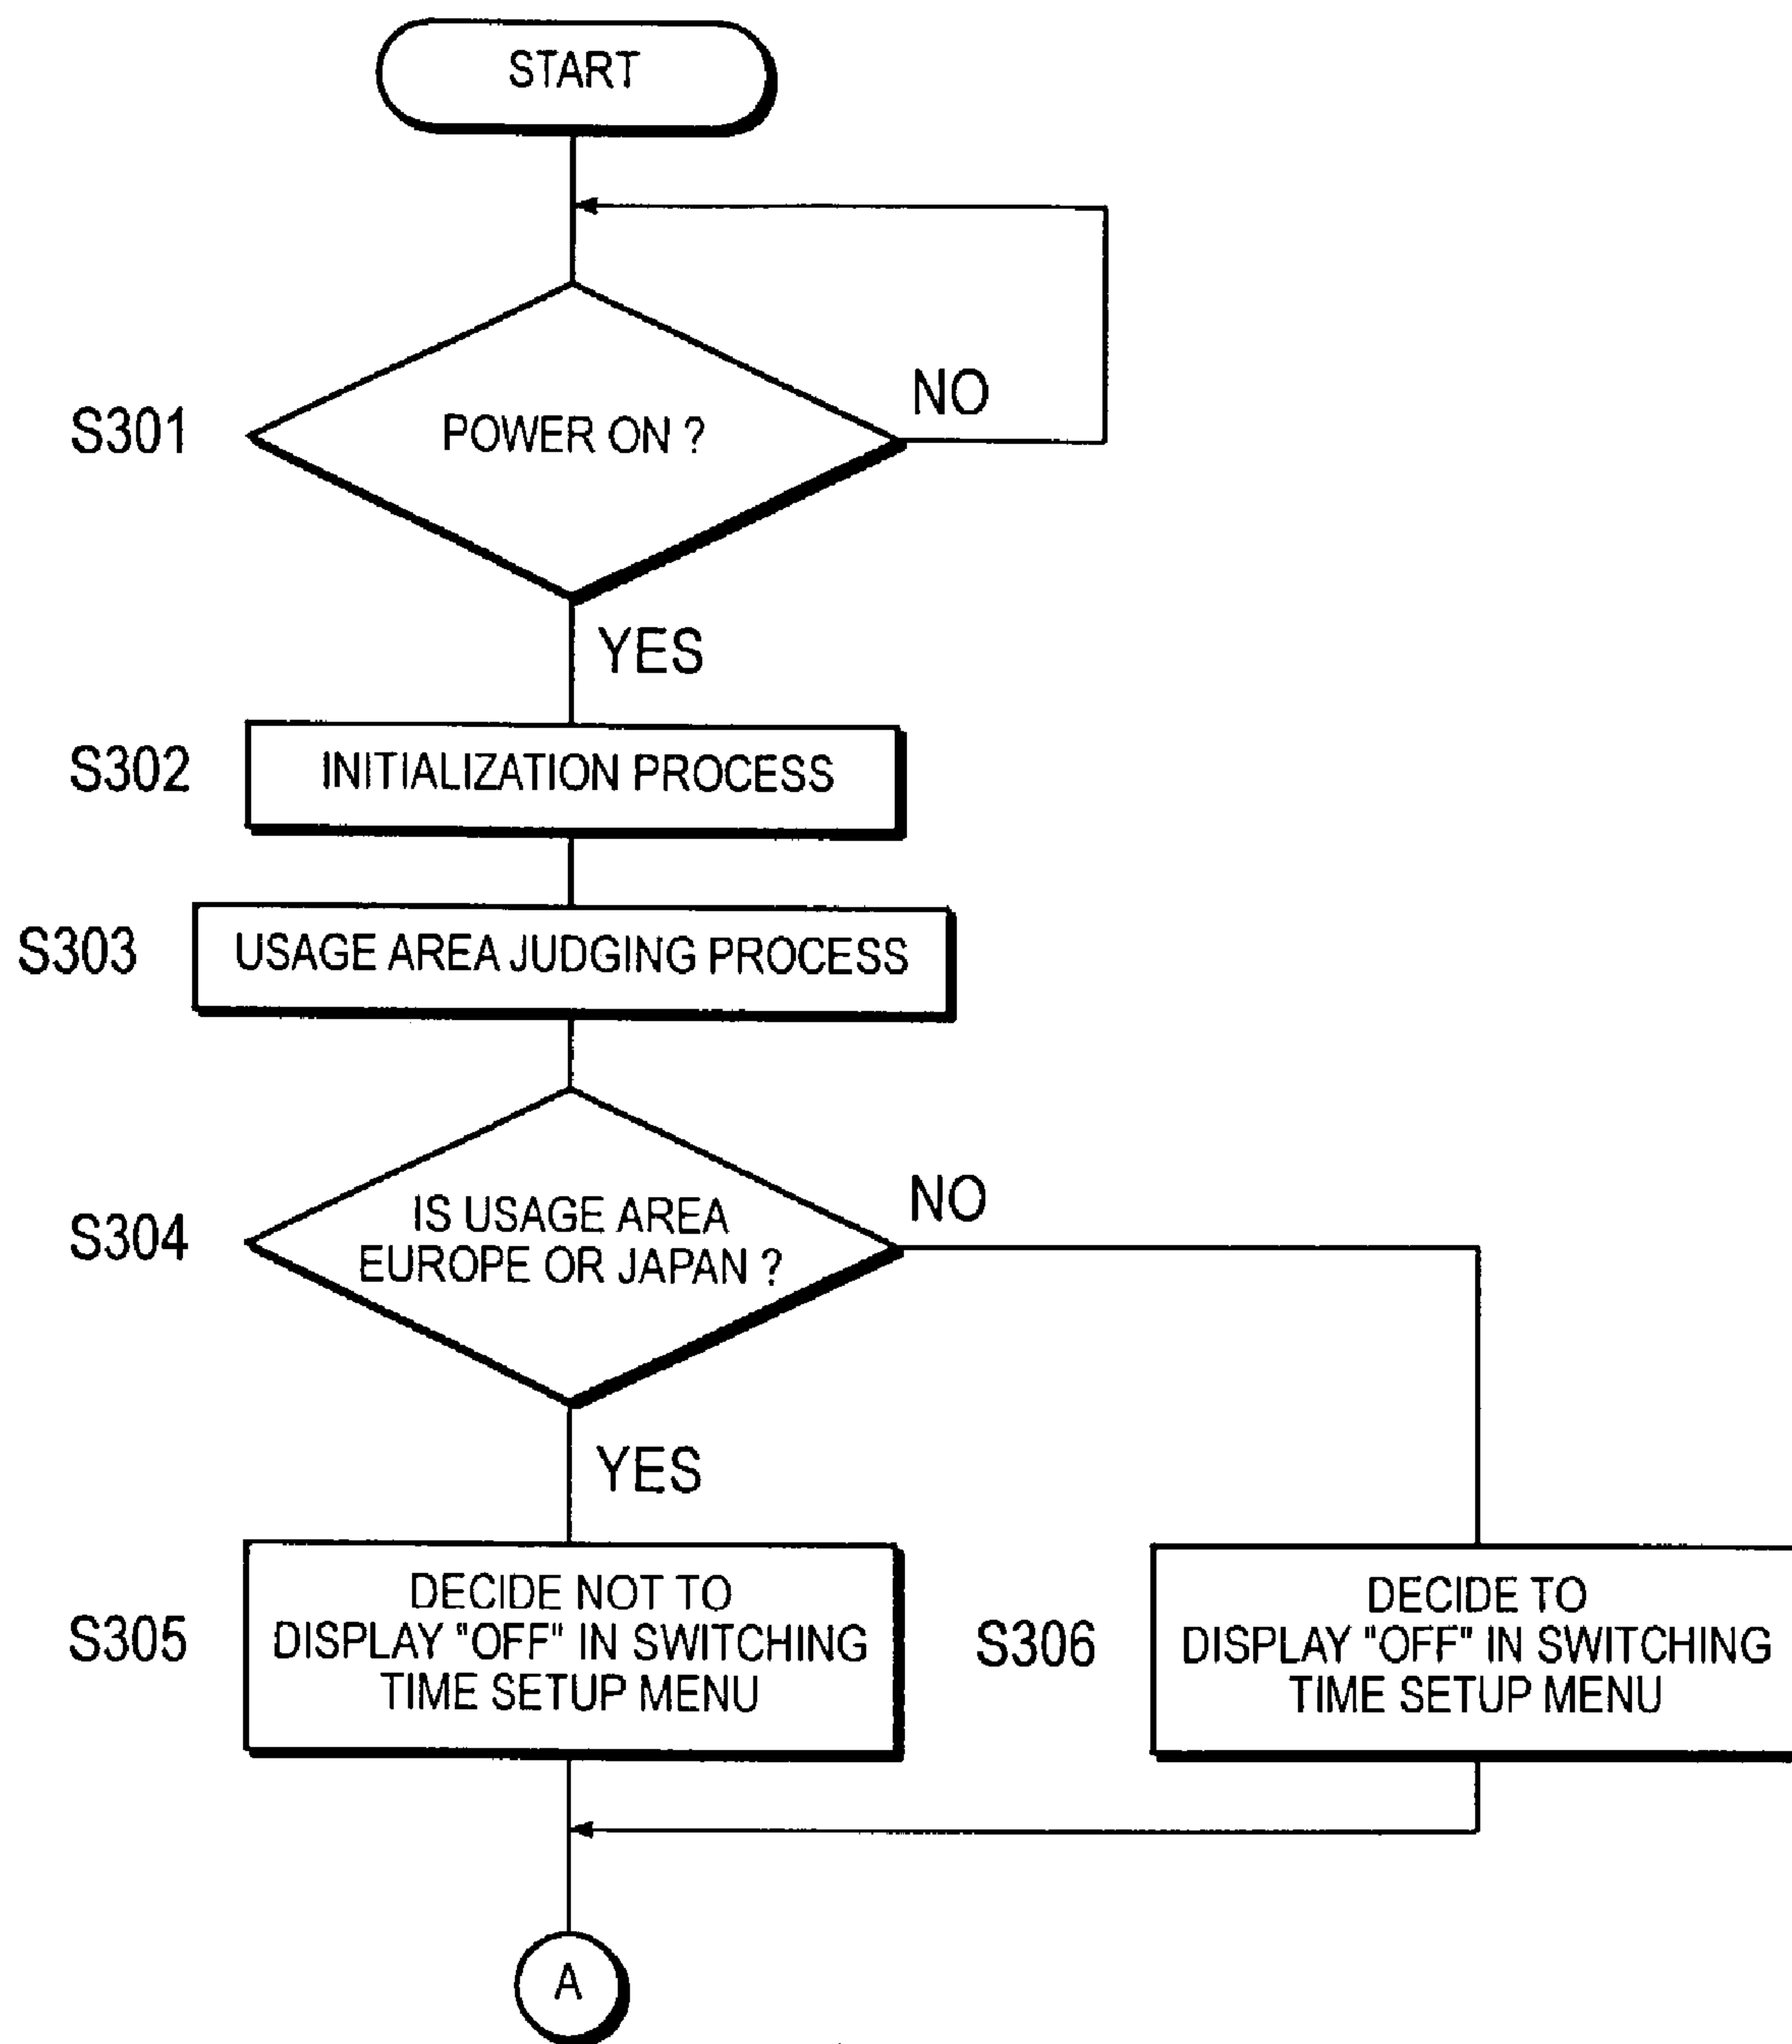 START
S301
POWER ON ?
NO
YES
S302
INITIALIZATION PROCESS
S303
USAGE AREA JUDGING PROCESS
S304
IS USAGE AREA
EUROPE OR JAPAN ?
NO
YES
S305
DECIDE NOT TO
DISPLAY "OFF" IN SWITCHING
TIME SETUP MENU
S306
DECIDE TO
DISPLAY "OFF" IN SWITCHING
TIME SETUP MENU
A